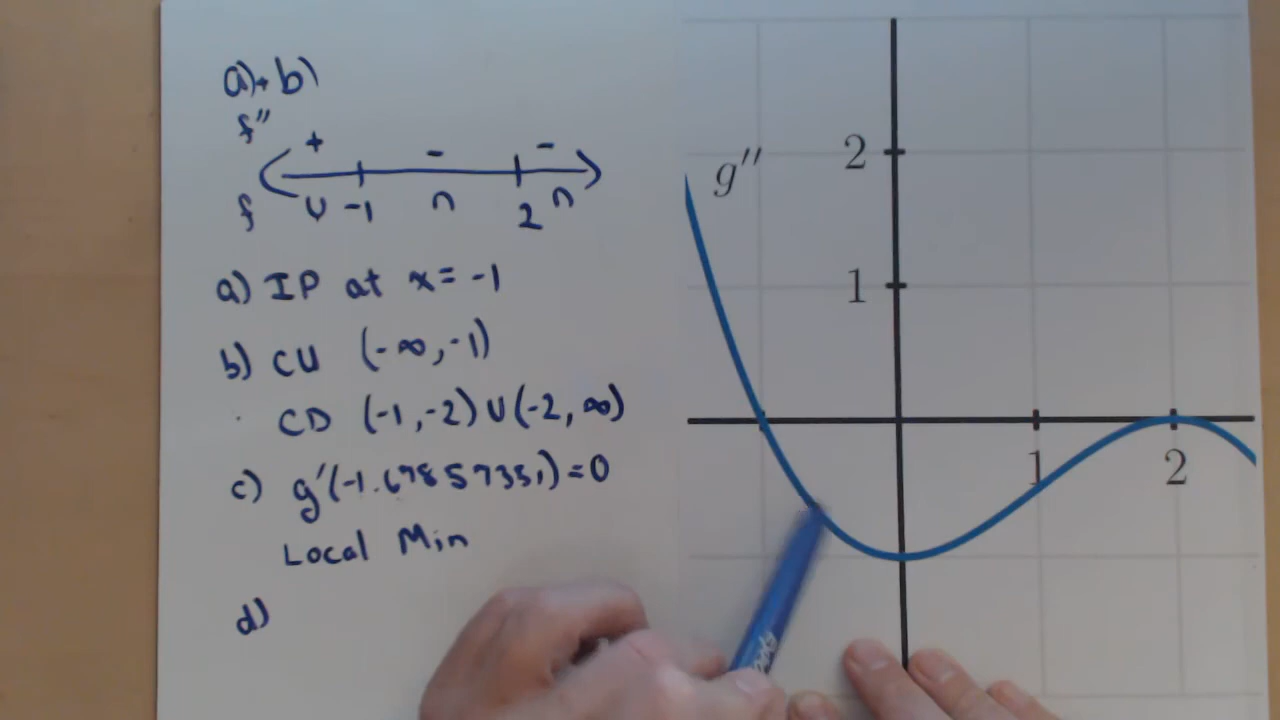 a)+b)
f''
+ - -
f ∪ -1 ∩ 2 ∩
a) IP at x= -1
b) CU (-∞,-1)
CD (-1,-2)∪(-2,∞)
c) g'(-1.6785735,)=0
Local Min
d)
g''
2
1
1 2